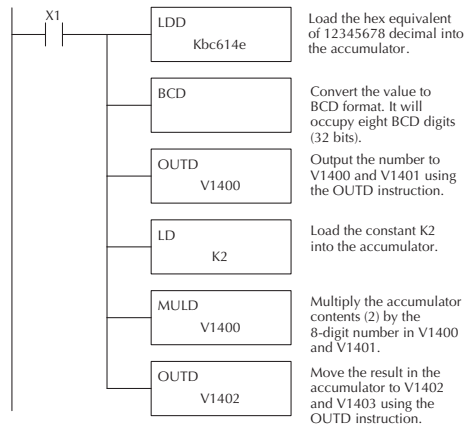 X1
LDD
Kbc614e
Load the hex equivalent
of 12345678 decimal into
the accumulator.
BCD
Convert the value to
BCD format. It will
occupy eight BCD digits
(32 bits).
OUTD
V1400
Output the number to
V1400 and V1401 using
the OUTD instruction.
LD
K2
Load the constant K2
into the accumulator.
MULD
V1400
Multiply the accumulator
contents (2) by the
8-digit number in V1400
and V1401.
OUTD
V1402
Move the result in the
accumulator to V1402
and V1403 using the
OUTD instruction.